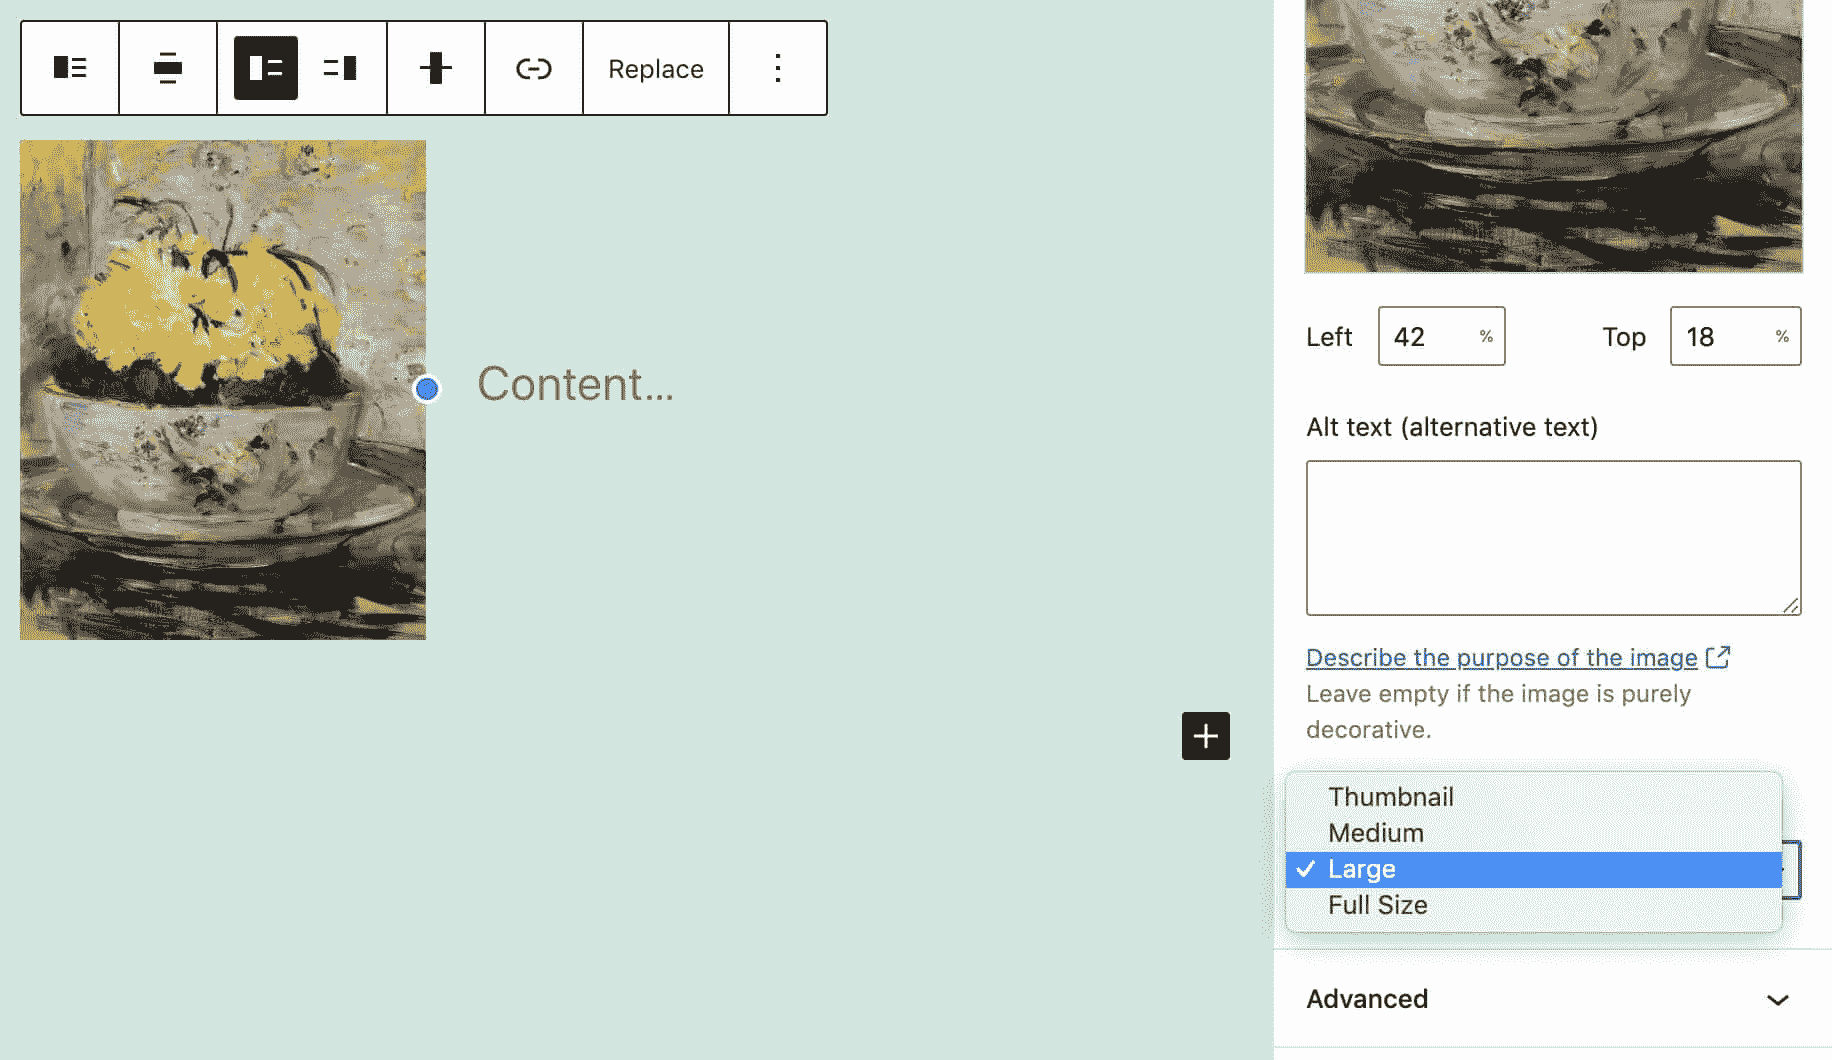 Replace
Content...
Left 42 % Top 18 %
Alt text (alternative text)
Describe the purpose of the image
Leave empty if the image is purely
decorative.
Thumbnail
Medium
Large
Full Size
Advanced